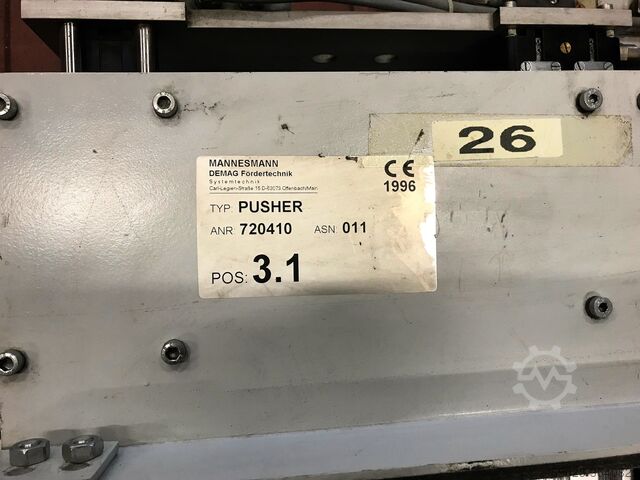 26
MANNESMANN
DEMAG Fördertechnik
Systemtechnik
Carl-Legien-Straße 15 D-63073 Offenbach/Main
CE
1996
TYP: PUSHER
ANR: 720410 ASN: 011
POS: 3.1